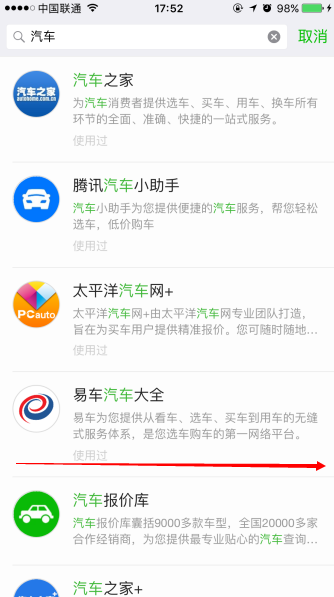 中国联通
17:52
98%
汽车
取消
汽车之家
autohome.com.cn
汽车之家
为汽车消费者提供选车、买车、用车、换车所有
环节的全面、准确、快捷的一站式服务。
使用过
腾讯汽车小助手
汽车小助手为您提供便捷的汽车服务，帮您轻松
选车，低价购车
使用过
PCauto
太平洋汽车网+
太平洋汽车网+由太平洋汽车网专业团队打造，
旨在为买车用户提供精准报价。您可随时随地...
使用过
易车汽车大全
易车为您提供从看车、选车、买车到用车的无缝
式服务体系，是您选车购车的第一网络平台。
使用过
汽车报价库
汽车报价库囊括9000多款车型，全国20000多家
合作经销商，为您提供最专业贴心的汽车查询...
汽车之家+